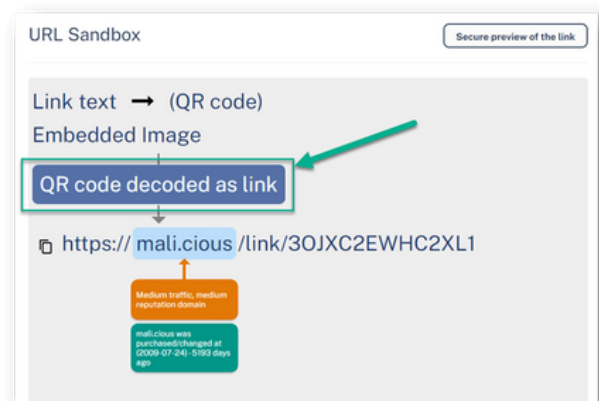 URL Sandbox
Secure preview of the link
Link text → (QR code)
Embedded Image
QR code decoded as link
https:// mali.cious /link/3OJXC2EWHC2XL1
Medium traffic, medium
reputation domain
mali.cious was
purchased/changed at
(2009-07-24) - 5193 days
ago